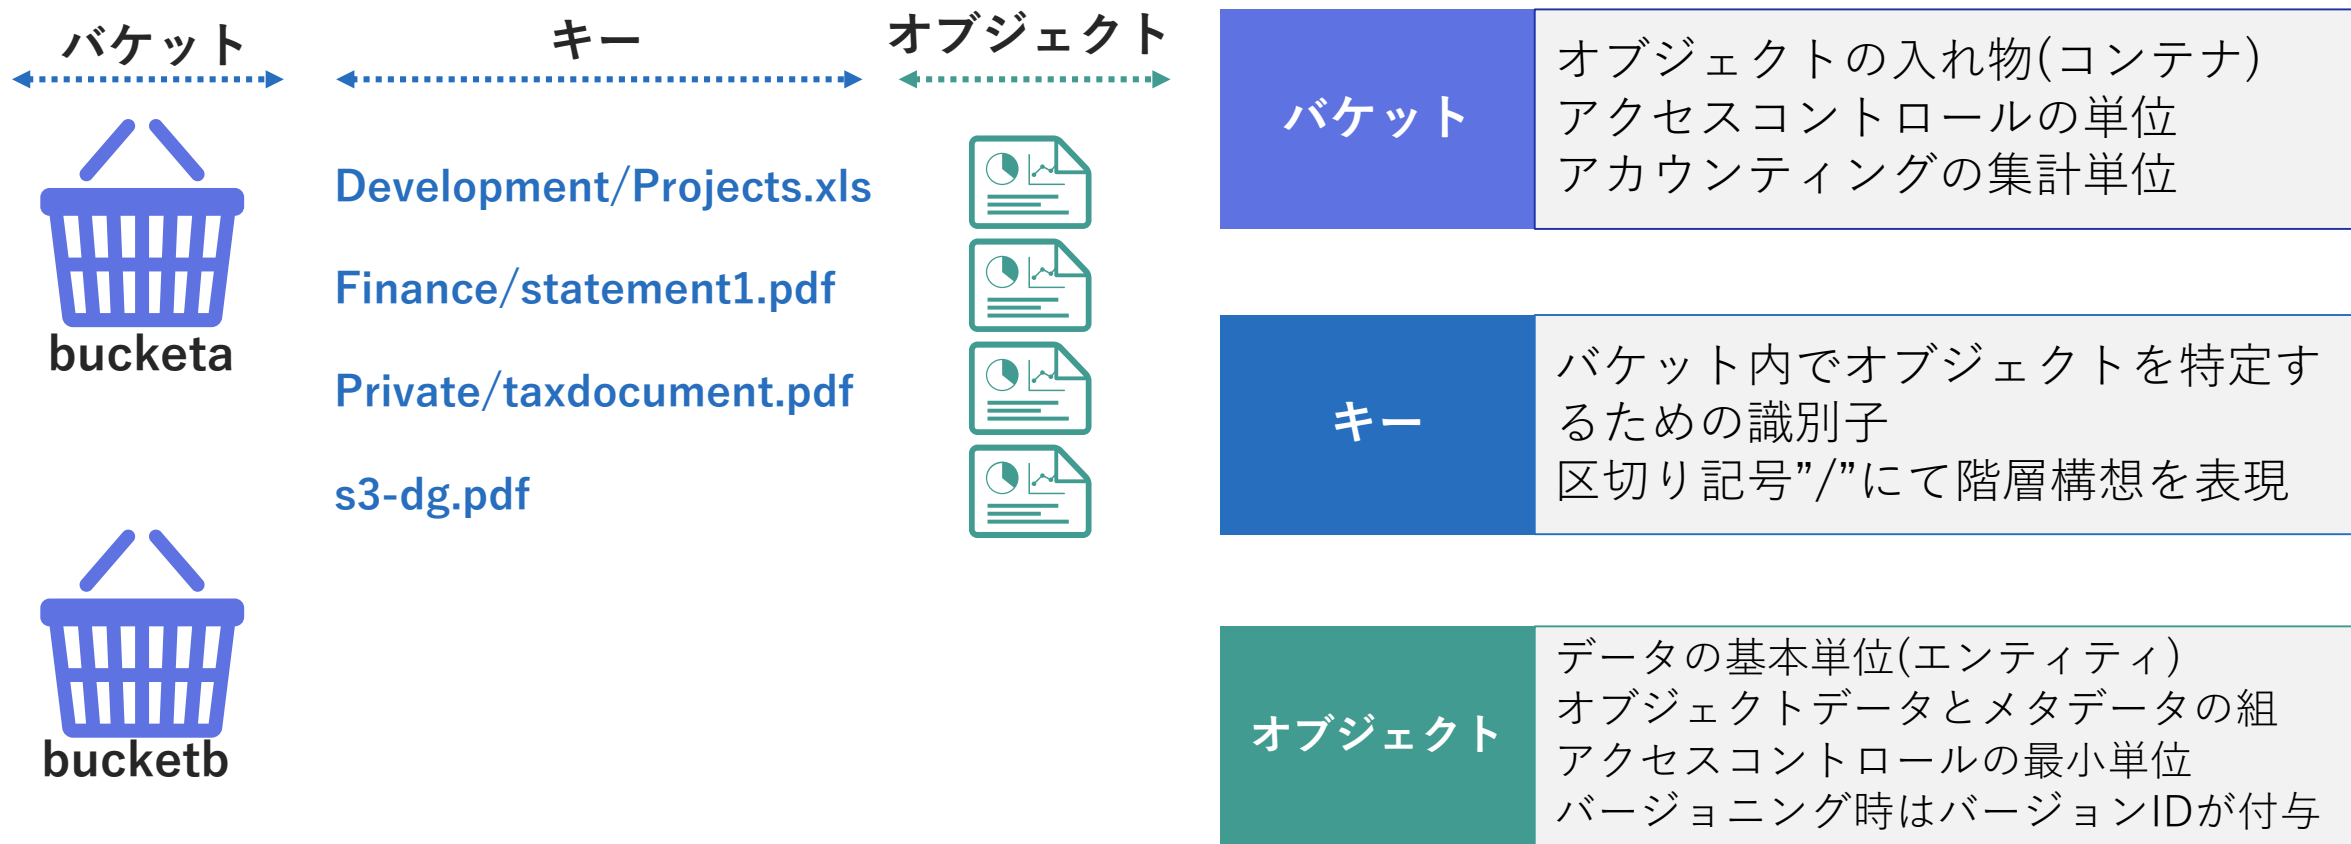 バケット
キー
オブジェクト
Development/Projects.xls
Finance/statement1.pdf
Private/taxdocument.pdf
s3-dg.pdf
bucketa
bucketb
バケット
オブジェクトの入れ物(コンテナ)
アクセスコントロールの単位
アカウンティングの集計単位
キー
バケット内でオブジェクトを特定す
るための識別子
区切り記号”/”にて階層構想を表現
オブジェクト
データの基本単位(エンティティ)
オブジェクトデータとメタデータの組
アクセスコントロールの最小単位
バージョニング時はバージョンIDが付与